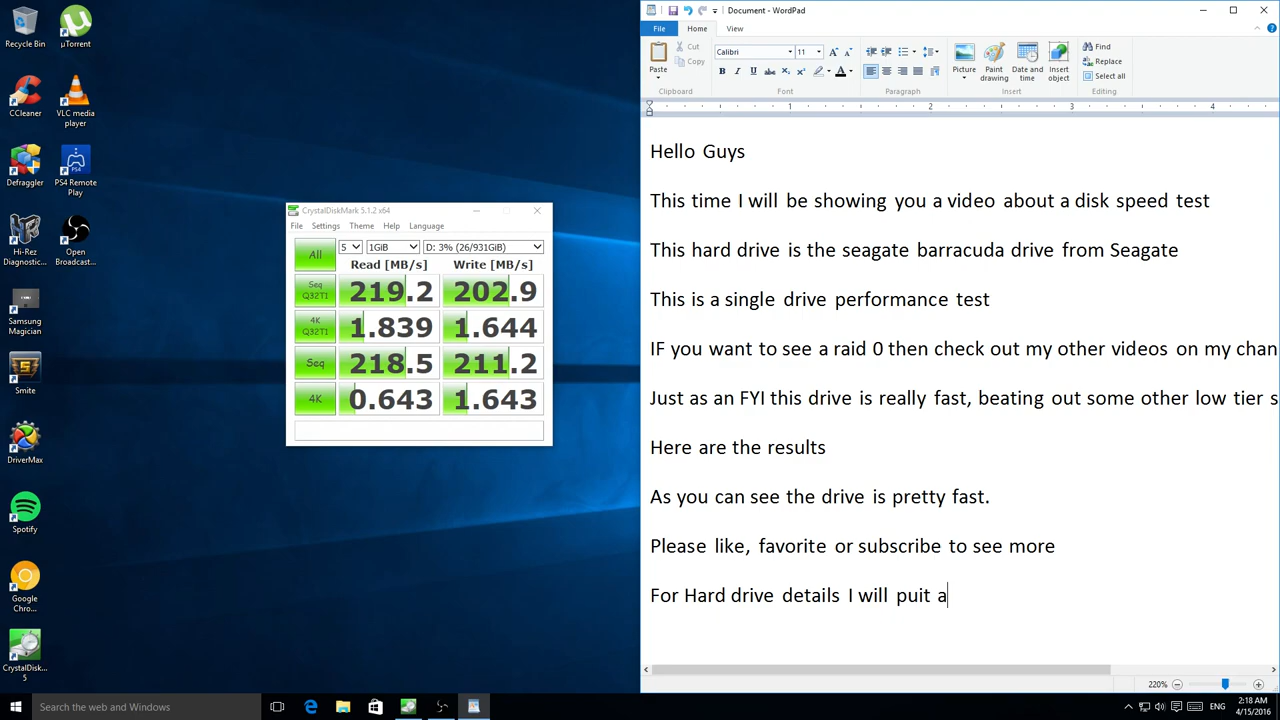 Recycle Bin
µTorrent
CCleaner
VLC media player
Defraggler
PS4 Remote Play
Hi-Rez Diagnostic...
Open Broadcast...
Samsung Magician
Smite
DriverMax
Spotify
Google Chro...
CrystalDisk... 5
CrystalDiskMark 5.1.2 x64
File Settings Theme Help Language
All 5 1GiB D: 3% (26/931GiB)
Read [MB/s] Write [MB/s]
Seq Q32T1 219.2 202.9
4K Q32T1 1.839 1.644
Seq 218.5 211.2
4K 0.643 1.643
Document - WordPad
File Home View
Paste Cut Copy
Clipboard
Calibri 11
Font
Paragraph
Picture Paint drawing Date and time Insert object
Insert
Find
Replace
Select all
Editing
1 2 3 4
Hello Guys
This time I will be showing you a video about a disk speed test
This hard drive is the seagate barracuda drive from Seagate
This is a single drive performance test
IF you want to see a raid 0 then check out my other videos on my chan
Just as an FYI this drive is really fast, beating out some other low tier s
Here are the results
As you can see the drive is pretty fast.
Please like, favorite or subscribe to see more
For Hard drive details I will puit a
220%
Search the web and Windows
ENG
2:18 AM
4/15/2016